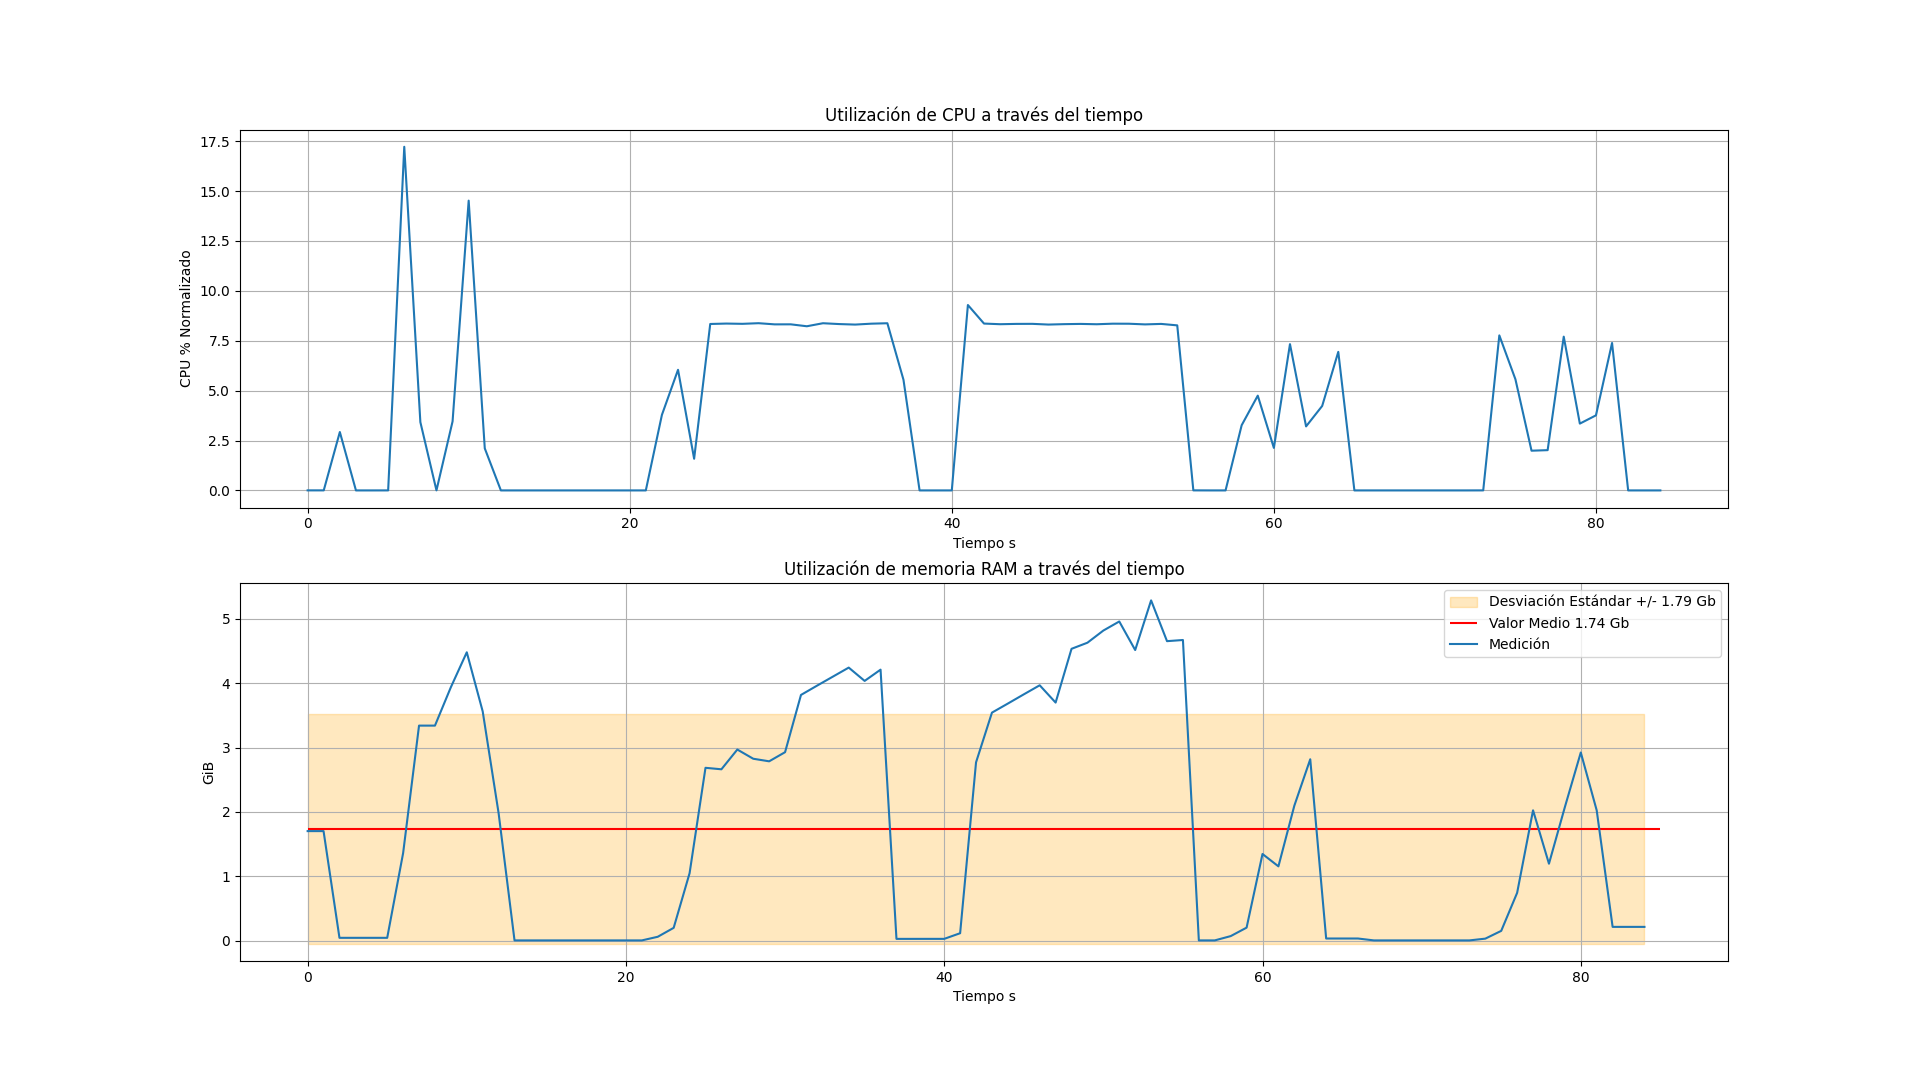 Utilización de CPU a través del tiempo
17.5
15.0
12.5
10.0
7.5
5.0
2.5
0.0
CPU % Normalizado
0 20 40 60 80
Tiempo s
Utilización de memoria RAM a través del tiempo
5
4
3
2
1
0
GiB
Desviación Estándar +/- 1.79 Gb
Valor Medio 1.74 Gb
Medición
0 20 40 60 80
Tiempo s